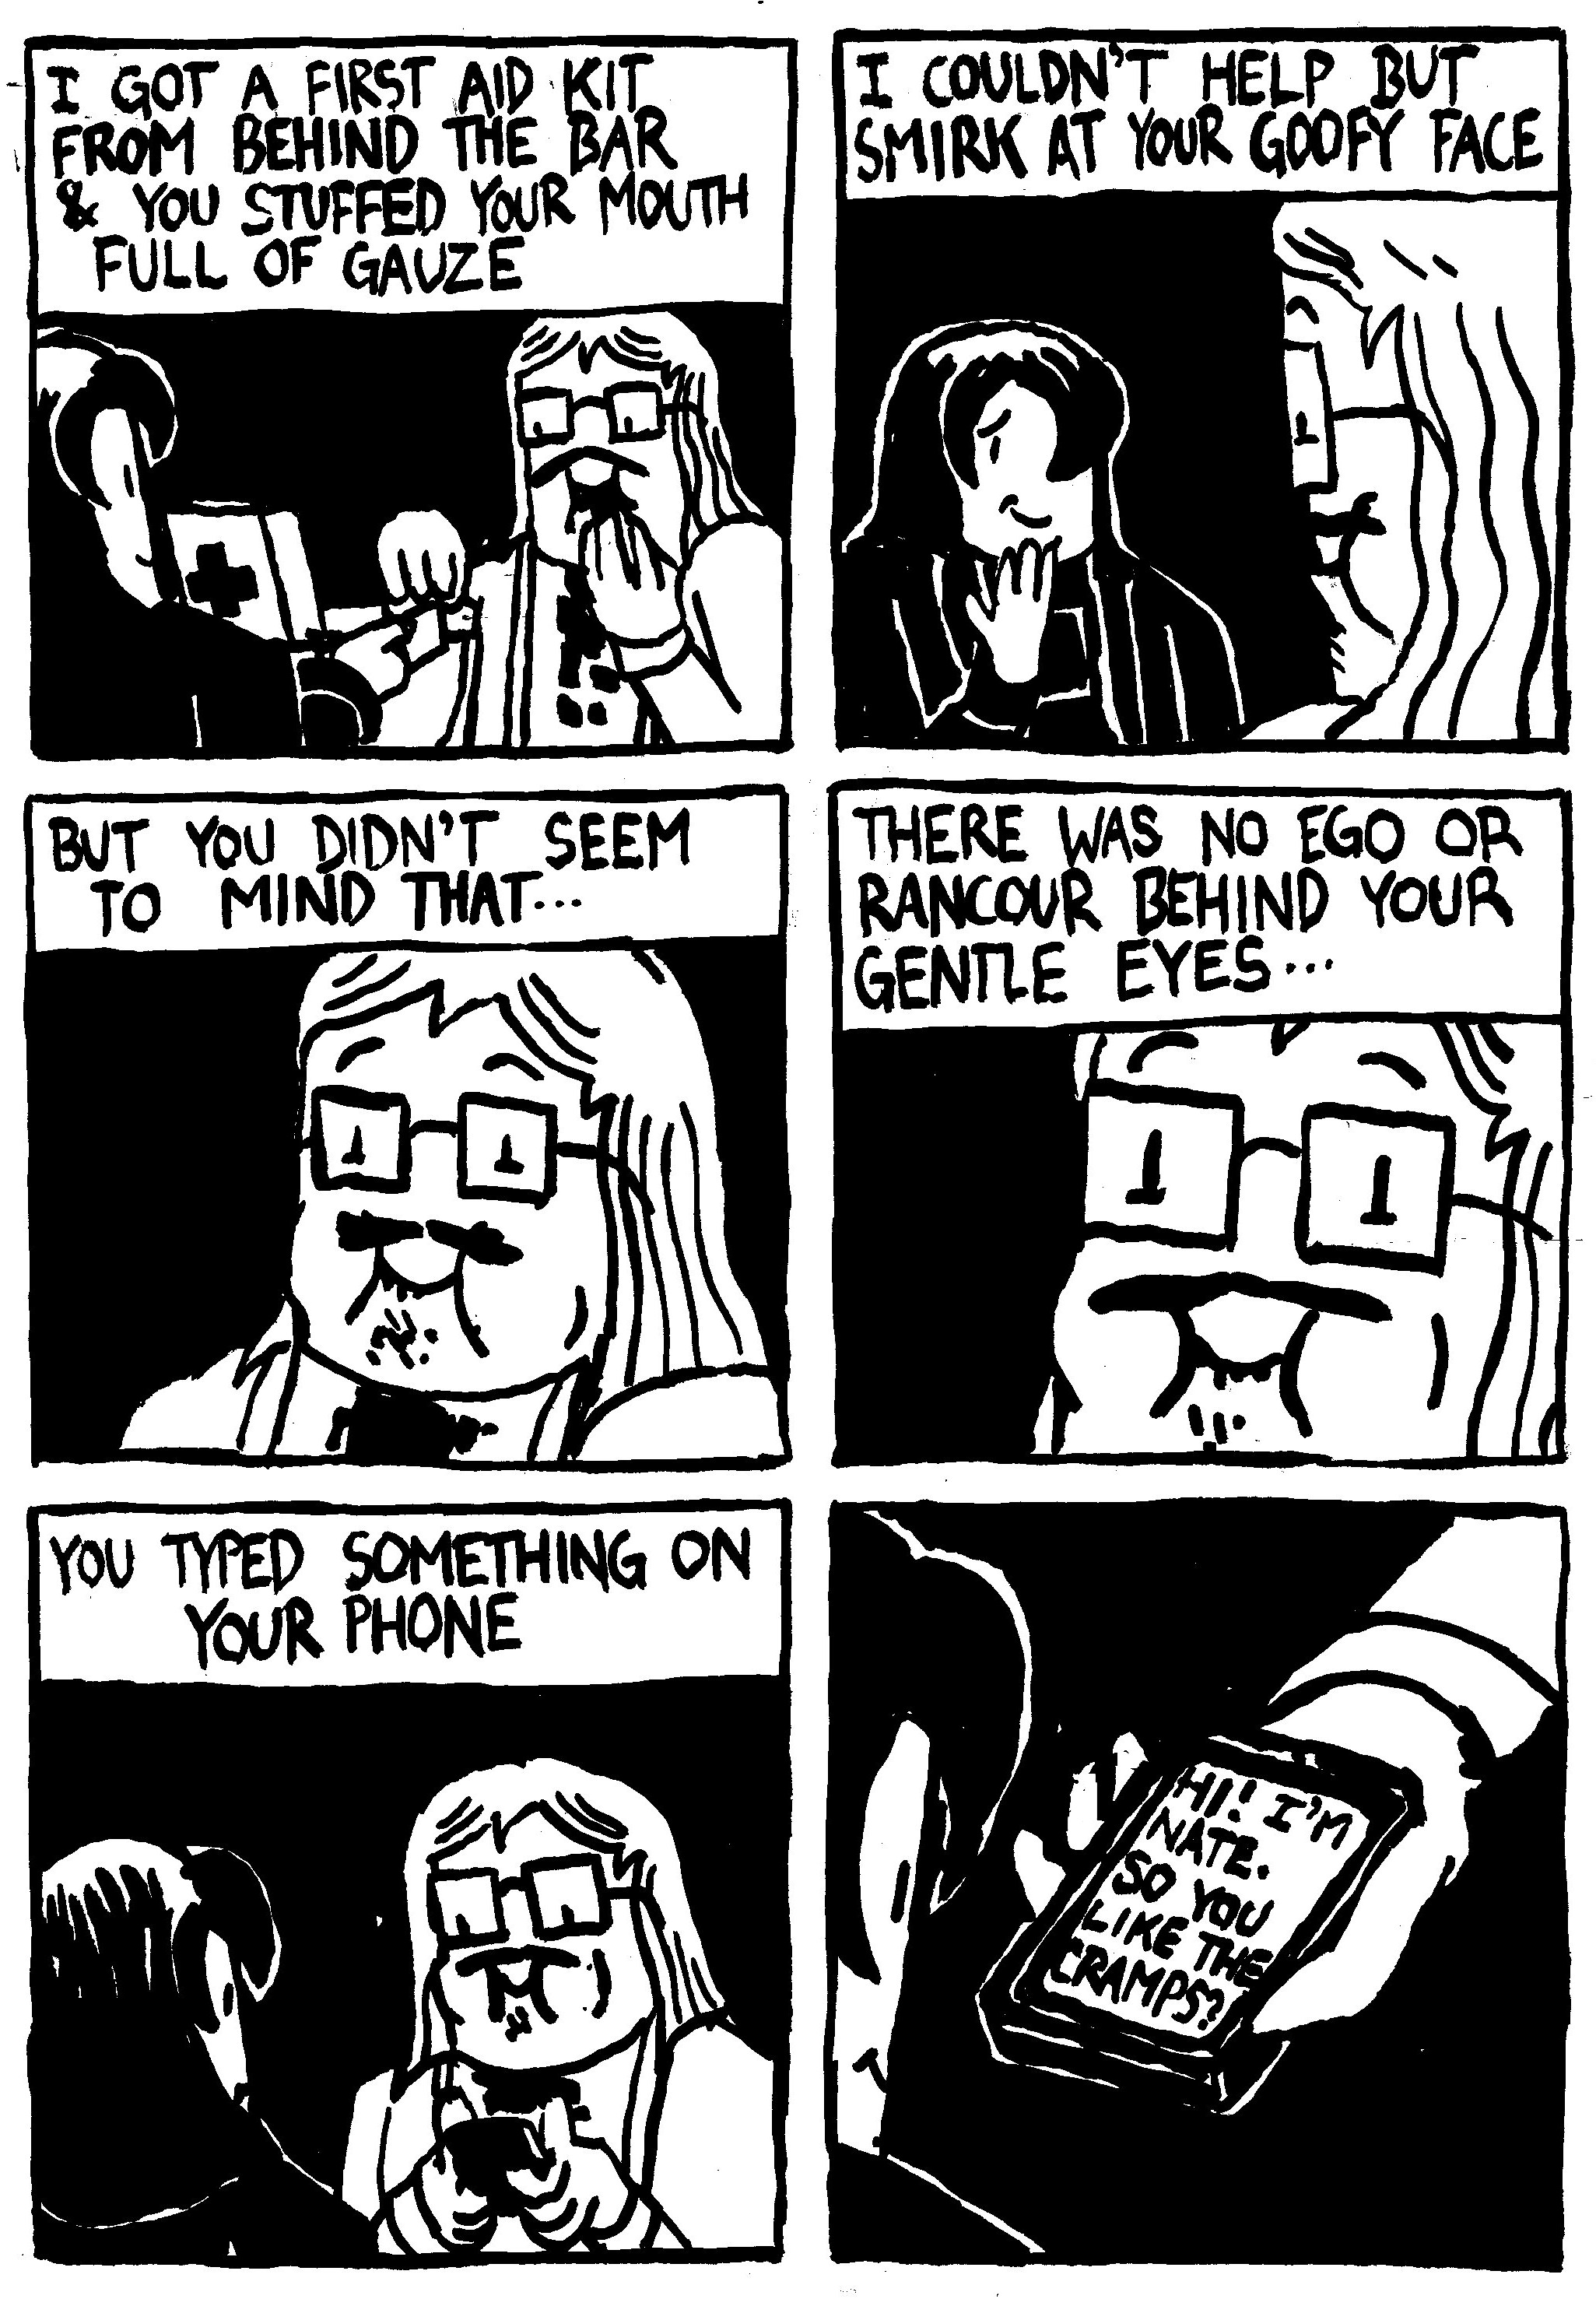 I GOT A FIRST AID KIT
FROM BEHIND THE BAR
& YOU STUFFED YOUR MOUTH
FULL OF GAUZE
I COULDN'T HELP BUT
SMIRK AT YOUR GOOFY FACE
BUT YOU DIDN'T SEEM
TO MIND THAT...
THERE WAS NO EGO OR
RANCOUR BEHIND YOUR
GENTLE EYES...
YOU TYPED SOMETHING ON
YOUR PHONE
HI! I'M
NATE.
SO YOU
LIKE THE
CRAMPS?